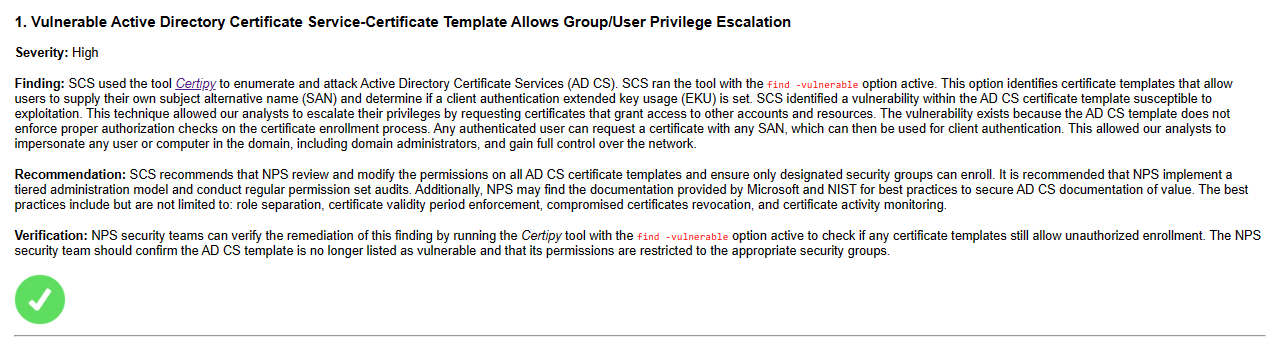 1. Vulnerable Active Directory Certificate Service-Certificate Template Allows Group/User Privilege Escalation
Severity: High
Finding: SCS used the tool Certipy to enumerate and attack Active Directory Certificate Services (AD CS). SCS ran the tool with the find -vulnerable option active. This option identifies certificate templates that allow
users to supply their own subject alternative name (SAN) and determine if a client authentication extended key usage (EKU) is set. SCS identified a vulnerability within the AD CS certificate template susceptible to
exploitation. This technique allowed our analysts to escalate their privileges by requesting certificates that grant access to other accounts and resources. The vulnerability exists because the AD CS template does not
enforce proper authorization checks on the certificate enrollment process. Any authenticated user can request a certificate with any SAN, which can then be used for client authentication. This allowed our analysts to
impersonate any user or computer in the domain, including domain administrators, and gain full control over the network.
Recommendation: SCS recommends that NPS review and modify the permissions on all AD CS certificate templates and ensure only designated security groups can enroll. It is recommended that NPS implement a
tiered administration model and conduct regular permission set audits. Additionally, NPS may find the documentation provided by Microsoft and NIST for best practices to secure AD CS documentation of value. The best
practices include but are not limited to: role separation, certificate validity period enforcement, compromised certificates revocation, and certificate activity monitoring.
Verification: NPS security teams can verify the remediation of this finding by running the Certipy tool with the find -vulnerable option active to check if any certificate templates still allow unauthorized enrollment. The NPS
security team should confirm the AD CS template is no longer listed as vulnerable and that its permissions are restricted to the appropriate security groups.